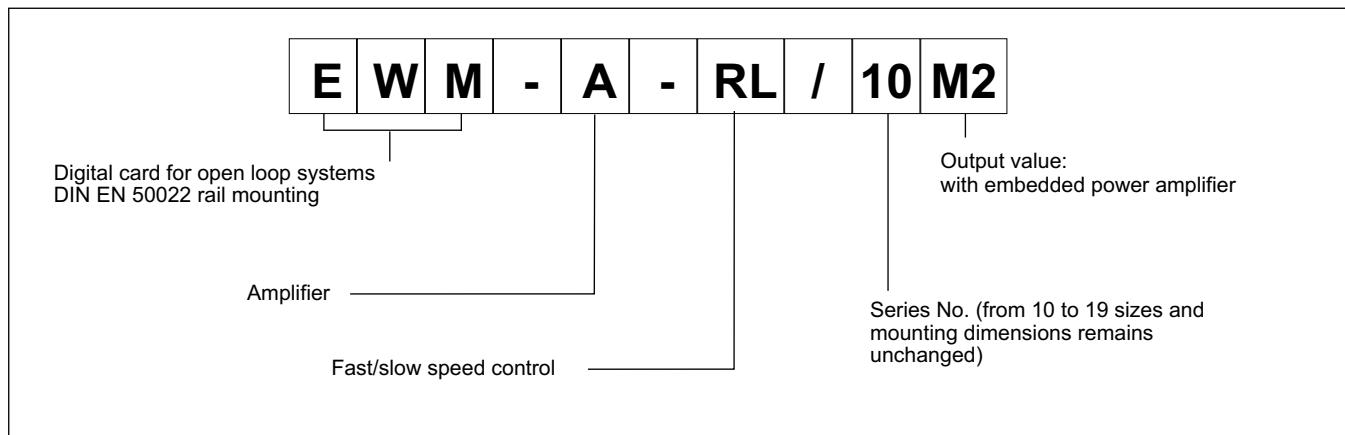 E W M - A - RL / 10 M2
Digital card for open loop systems
DIN EN 50022 rail mounting
Output value:
with embedded power amplifier
Amplifier
Series No. (from 10 to 19 sizes and
mounting dimensions remains
unchanged)
Fast/slow speed control